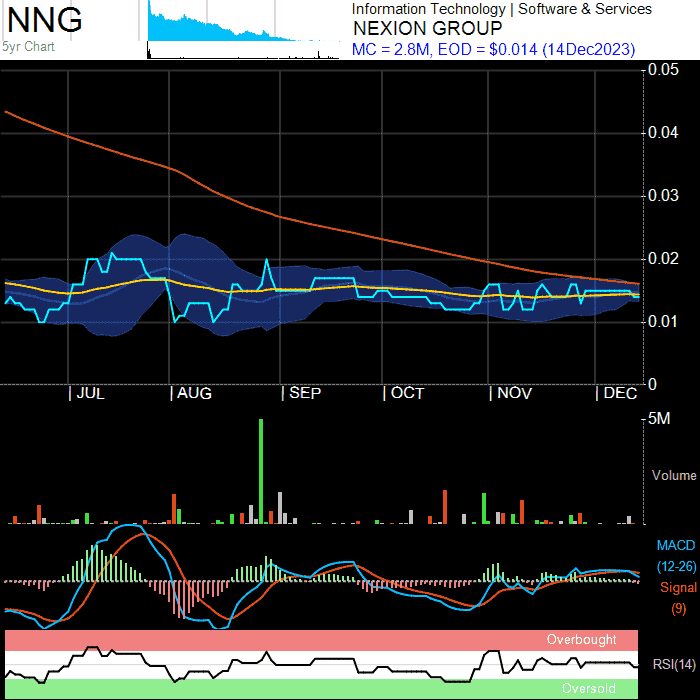 NNG
5yr Chart
Information Technology | Software & Services
NEXION GROUP
MC = 2.8M, EOD = $0.014 (14Dec2023)
0.05
0.04
0.03
0.02
0.01
0
JUL AUG SEP OCT NOV DEC
5M
Volume
MACD
(12-26)
Signal
(9)
Overbought
RSI(14)
Oversold